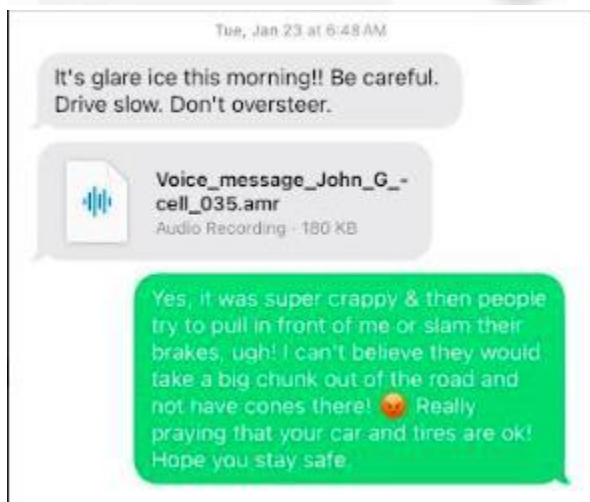 Tue, Jan 23 at 6:48 AM
It's glare ice this morning!! Be careful.
Drive slow. Don't oversteer.
Voice_message_John_G_-
cell_035.amr
Audio Recording · 180 KB
Yes, it was super crappy & then people
try to pull in front of me or slam their
brakes, ugh! I can't believe they would
take a big chunk out of the road and
not have cones there! 😡 Really
praying that your car and tires are ok!
Hope you stay safe.